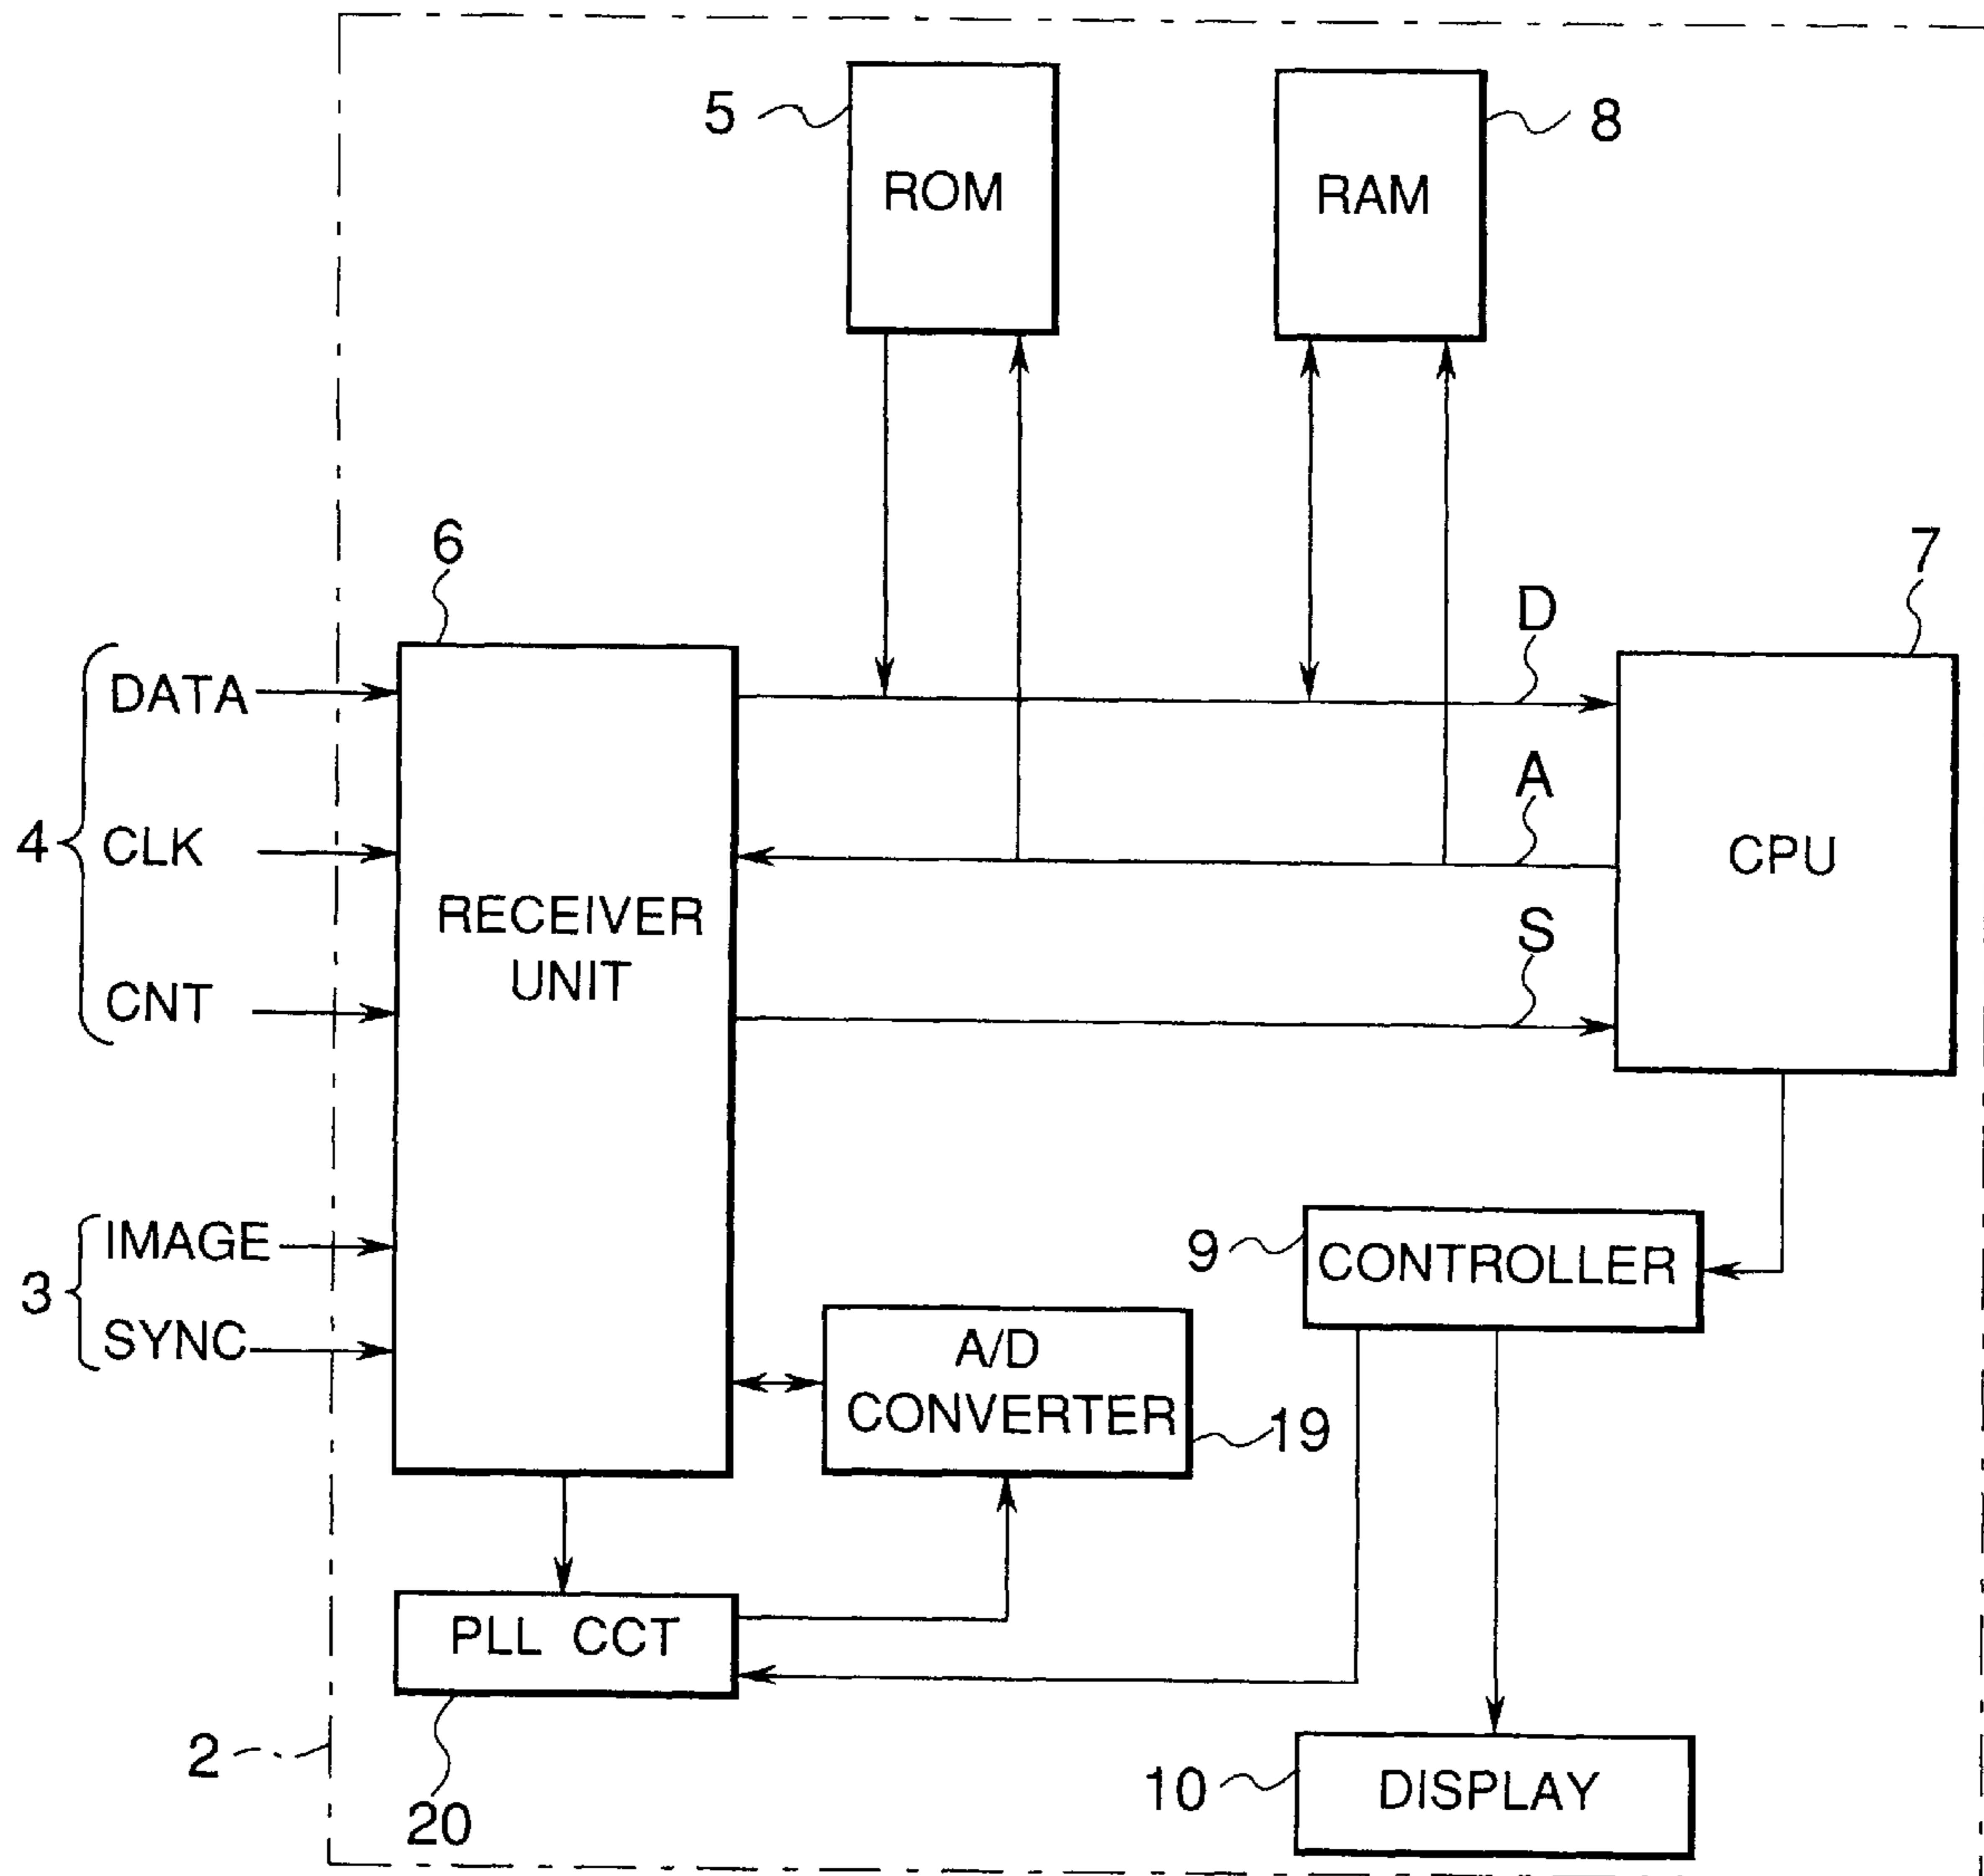 5
ROM
RAM
8
6
7
D
DATA
A
4
CLK
CPU
RECEIVER
UNIT
S
CNT
IMAGE
9
CONTROLLER
3
SYNC
A/D
CONVERTER
19
PLL CCT
2
20
10
DISPLAY